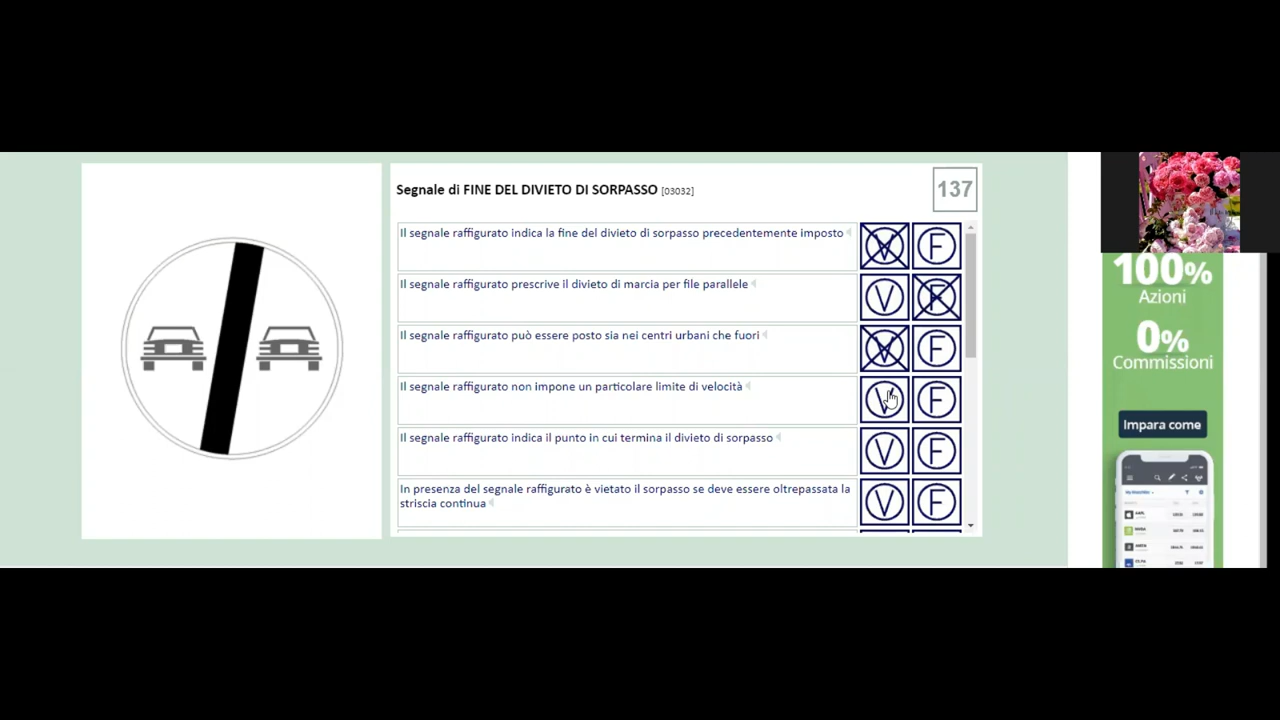 Segnale di FINE DEL DIVIETO DI SORPASSO [03032]
137
Il segnale raffigurato indica la fine del divieto di sorpasso precedentemente imposto
V F
Il segnale raffigurato prescrive il divieto di marcia per file parallele
V F
Il segnale raffigurato può essere posto sia nei centri urbani che fuori
V F
Il segnale raffigurato non impone un particolare limite di velocità
V F
Il segnale raffigurato indica il punto in cui termina il divieto di sorpasso
V F
In presenza del segnale raffigurato è vietato il sorpasso se deve essere oltrepassata la
striscia continua
V F
100%
Azioni
0%
Commissioni
Impara come